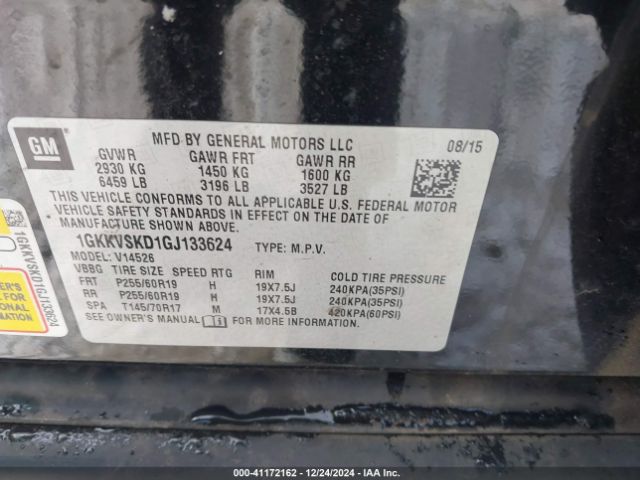 GM
MFD BY GENERAL MOTORS LLC
08/15
GVWR GAWR FRT GAWR RR
2930 KG 1450 KG 1600 KG
6459 LB 3196 LB 3527 LB
THIS VEHICLE CONFORMS TO ALL APPLICABLE U.S. FEDERAL MOTOR
VEHICLE SAFETY STANDARDS IN EFFECT ON THE DATE OF
MANUFACTURE SHOWN ABOVE.
1GKKVSKD1GJ133624 TYPE: M.P.V.
MODEL: V14526
VBBG TIRE SIZE SPEED RTG RIM COLD TIRE PRESSURE
FRT P255/60R19 H 19X7.5J 240KPA(35PSI)
RR P255/60R19 H 19X7.5J 240KPA(35PSI)
SPA T145/70R17 M 17X4.5B 420KPA(60PSI)
SEE OWNER'S MANUAL FOR MORE INFORMATION
1GKKVSKD1GJ133624
FOR
ONAL
ATION.
000-41172162 - 12/24/2024 - IAA Inc.